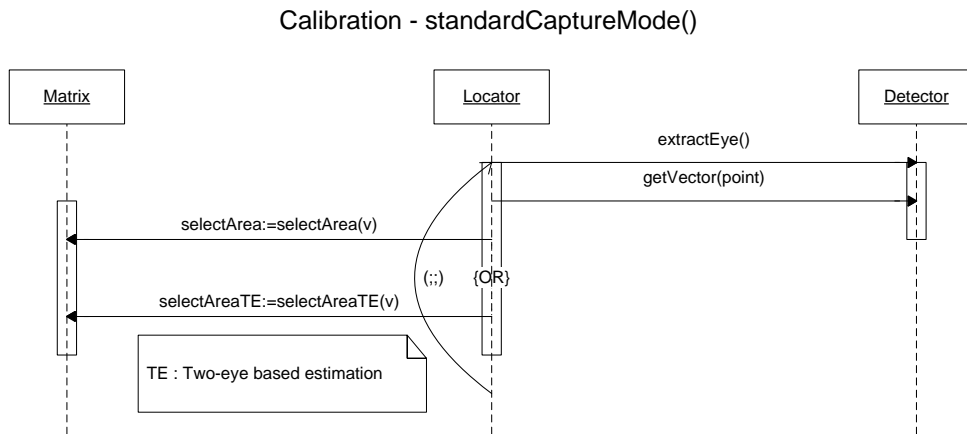 Calibration - standardCaptureMode()
Matrix
Locator
Detector
extractEye()
getVector(point)
selectArea:=selectArea(v)
(;;)
{OR}
selectAreaTE:=selectAreaTE(v)
TE : Two-eye based estimation